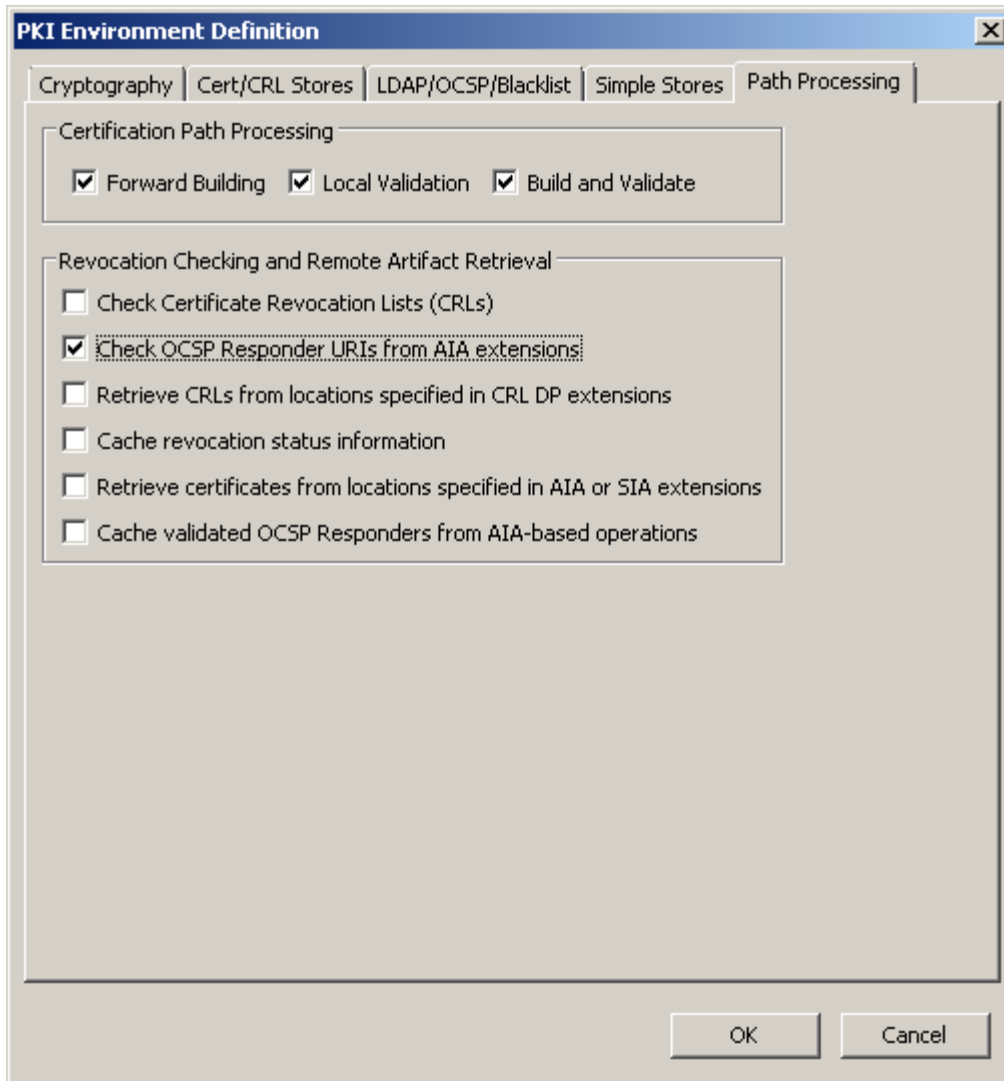 PKI Environment Definition
Cryptography Cert/CRL Stores LDAP/OCSP/Blacklist Simple Stores Path Processing
Certification Path Processing
Forward Building Local Validation Build and Validate
Revocation Checking and Remote Artifact Retrieval
Check Certificate Revocation Lists (CRLs)
Check OCSP Responder URIs from AIA extensions
Retrieve CRLs from locations specified in CRL DP extensions
Cache revocation status information
Retrieve certificates from locations specified in AIA or SIA extensions
Cache validated OCSP Responders from AIA-based operations
OK Cancel